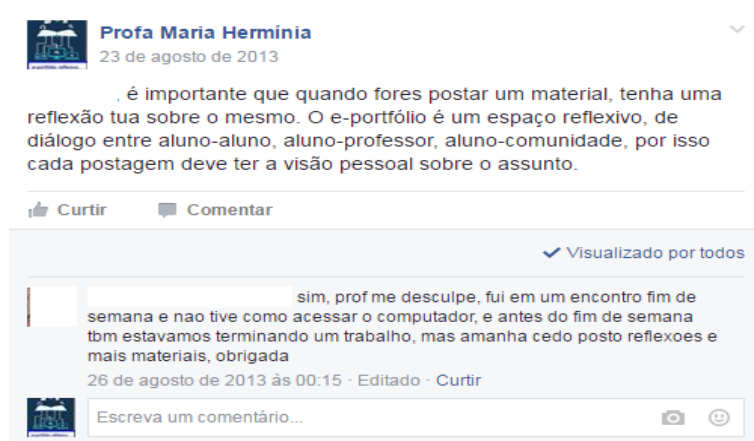 Profa Maria Hermínia
23 de agosto de 2013
, é importante que quando fores postar um material, tenha uma
reflexão tua sobre o mesmo. O e-portfólio é um espaço reflexivo, de
diálogo entre aluno-aluno, aluno-professor, aluno-comunidade, por isso
cada postagem deve ter a visão pessoal sobre o assunto.
Curtir Comentar
Visualizado por todos
sim, prof me desculpe, fui em um encontro fim de
semana e nao tive como acessar o computador, e antes do fim de semana
tbm estavamos terminando um trabalho, mas amanha cedo posto reflexoes e
mais materiais, obrigada
26 de agosto de 2013 às 00:15 · Editado · Curtir
Escreva um comentário...